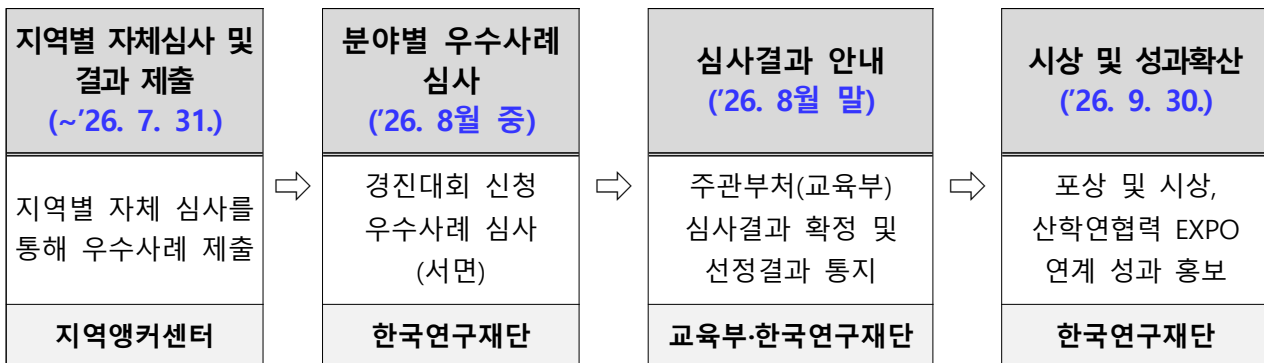 지역별 자체심사 및
결과 제출
(~'26. 7. 31.)
지역별 자체 심사를
통해 우수사례 제출
지역앵커센터
⇨
분야별 우수사례
심사
('26. 8월 중)
경진대회 신청
우수사례 심사
(서면)
한국연구재단
⇨
심사결과 안내
('26. 8월 말)
주관부처(교육부)
심사결과 확정 및
선정결과 통지
교육부·한국연구재단
⇨
시상 및 성과확산
('26. 9. 30.)
포상 및 시상,
산학연협력 EXPO
연계 성과 홍보
한국연구재단